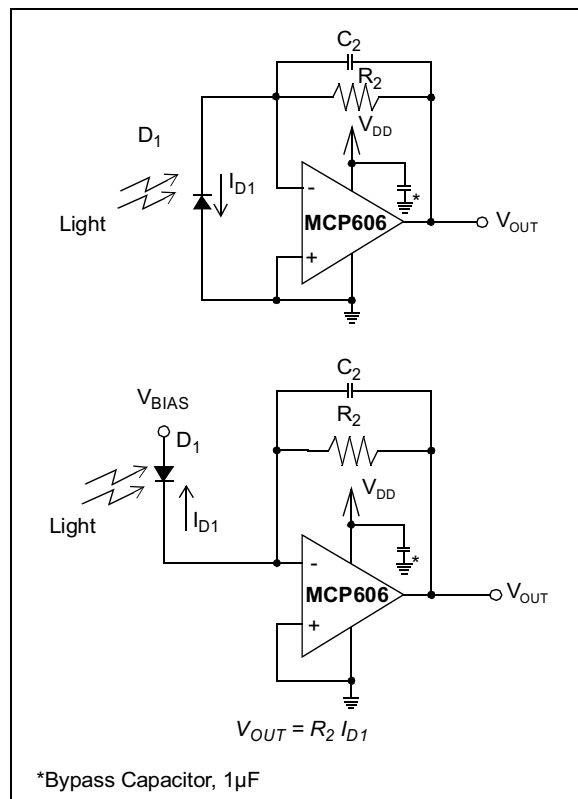 C2
R2
VDD
D1
ID1
Light
-
*
MCP606
VOUT
+
C2
VBIAS
R2
D1
VDD
Light
ID1
-
*
MCP606
VOUT
+
VOUT = R2 ID1
*Bypass Capacitor, 1µF